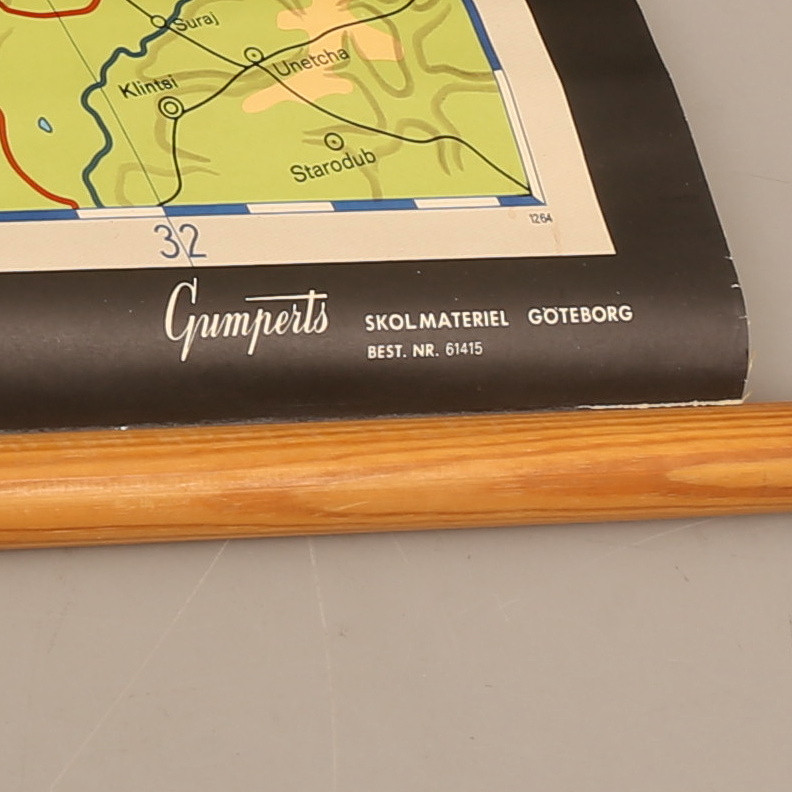 Suraj
Unetcha
Klintsi
Starodub
1264
32
Gumperts SKOLMATERIEL GÖTEBORG
BEST. NR. 61415